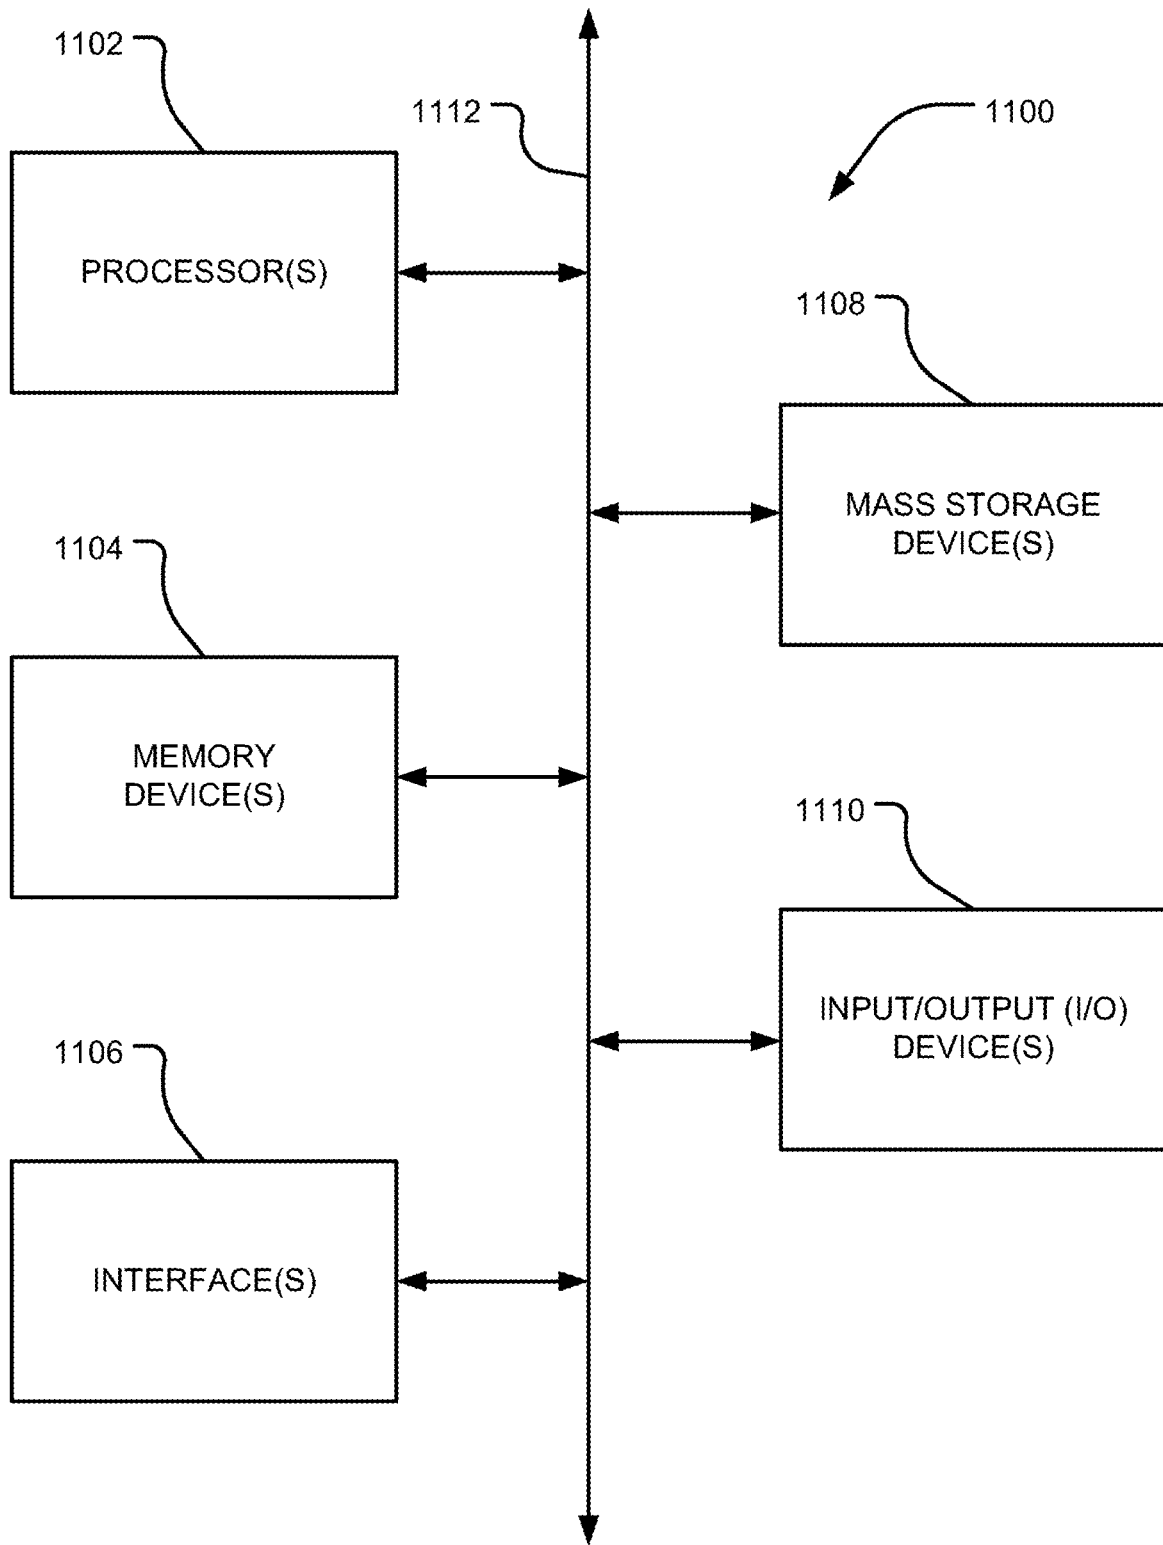 1102
1112
1100
PROCESSOR(S)
1108
MASS STORAGE
DEVICE(S)
1104
MEMORY
DEVICE(S)
1110
INPUT/OUTPUT (I/O)
DEVICE(S)
1106
INTERFACE(S)